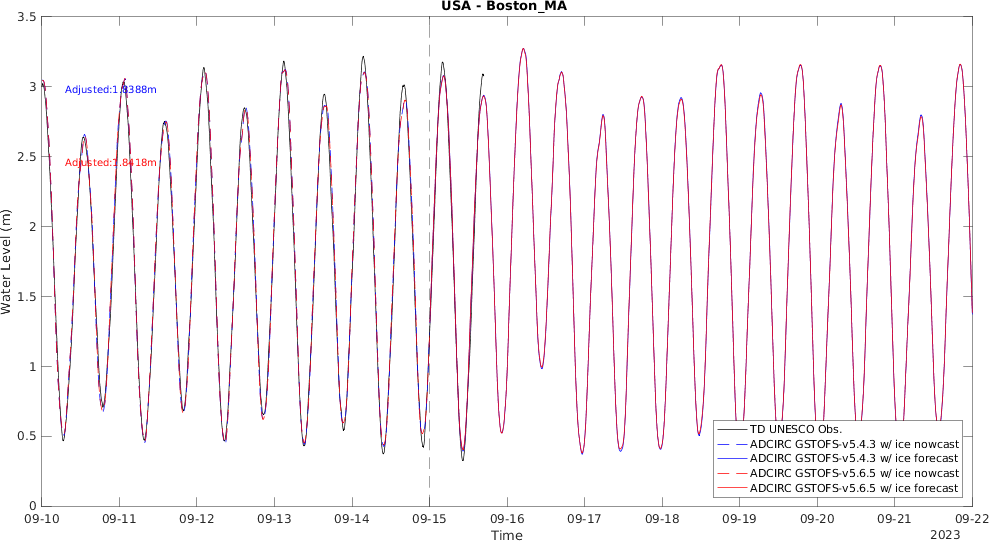 USA - Boston_MA
3.5
3
2.5
2
1.5
1
0.5
0
Water Level (m)
Adjusted:1.8388m
Adjusted:1.8418m
TD UNESCO Obs.
ADCIRC GSTOFS-v5.4.3 w/ ice nowcast
ADCIRC GSTOFS-v5.4.3 w/ ice forecast
ADCIRC GSTOFS-v5.6.5 w/ ice nowcast
ADCIRC GSTOFS-v5.6.5 w/ ice forecast
09-10 09-11 09-12 09-13 09-14 09-15 09-16 09-17 09-18 09-19 09-20 09-21 09-22
Time
2023